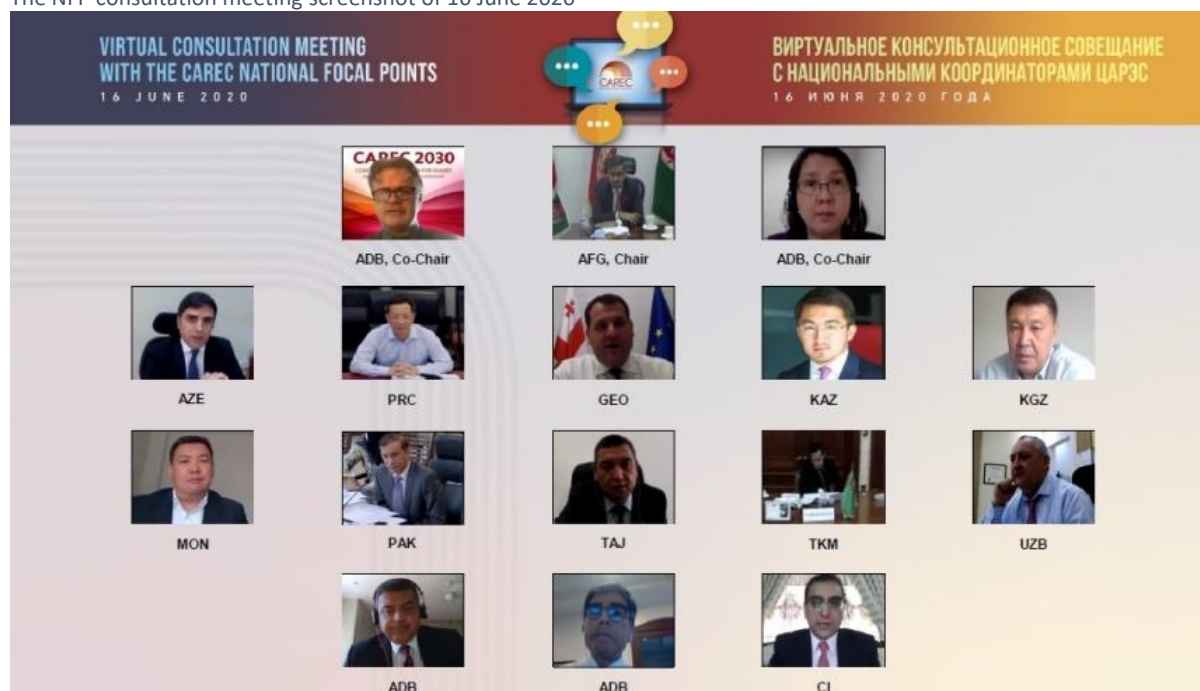 The NFP consultation meeting screenshot of 16 June 2020
VIRTUAL CONSULTATION MEETING
WITH THE CAREC NATIONAL FOCAL POINTS
16 JUNE 2020
CAREC
ВИРТУАЛЬНОЕ КОНСУЛЬТАЦИОННОЕ СОВЕЩАНИЕ
С НАЦИОНАЛЬНЫМИ КООРДИНАТОРАМИ ЦАРЭС
16 ИЮНЯ 2020 ГОДА
CAREC 2030
ADB, Co-Chair
AFG, Chair
ADB, Co-Chair
AZE
PRC
GEO
KAZ
KGZ
MON
PAK
TAJ
TKM
UZB
ADB
ADB
CI